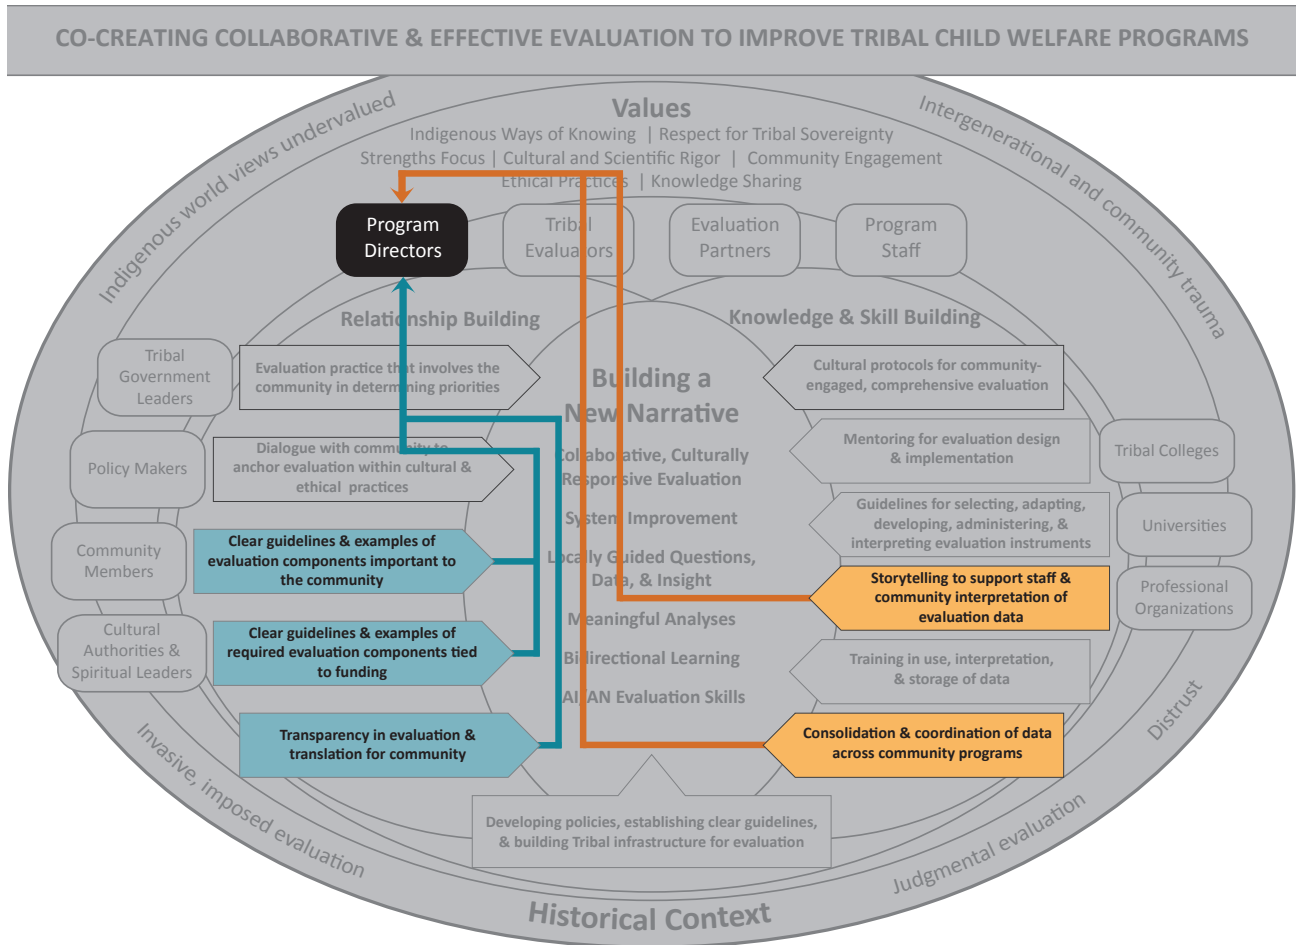 CO-CREATING COLLABORATIVE & EFFECTIVE EVALUATION TO IMPROVE TRIBAL CHILD WELFARE PROGRAMS
Indigenous world views undervalued
Intergenerational and community trauma
Values
Indigenous Ways of Knowing | Respect for Tribal Sovereignty
Strengths Focus | Cultural and Scientific Rigor | Community Engagement
Ethical Practices | Knowledge Sharing
Program
Directors
Tribal
Evaluators
Evaluation
Partners
Program
Staff
Relationship Building
Knowledge & Skill Building
Tribal
Government
Leaders
Policy Makers
Community
Members
Cultural
Authorities &
Spiritual Leaders
Evaluation practice that involves the
community in determining priorities
Dialogue with community to
anchor evaluation within cultural &
ethical practices
Clear guidelines & examples of
evaluation components important to
the community
Clear guidelines & examples of
required evaluation components tied
to funding
Transparency in evaluation &
translation for community
Building a
New Narrative
Collaborative, Culturally
Responsive Evaluation
System Improvement
Locally Guided Questions,
Data, & Insight
Meaningful Analyses
Bidirectional Learning
AI/AN Evaluation Skills
Cultural protocols for community-
engaged, comprehensive evaluation
Mentoring for evaluation design
& implementation
Guidelines for selecting, adapting,
developing, administering, &
interpreting evaluation instruments
Storytelling to support staff &
community interpretation of
evaluation data
Training in use, interpretation,
& storage of data
Consolidation & coordination of data
across community programs
Tribal Colleges
Universities
Professional
Organizations
Developing policies, establishing clear guidelines,
& building Tribal infrastructure for evaluation
Invasive, imposed evaluation
Historical Context
Judgmental evaluation
Distrust